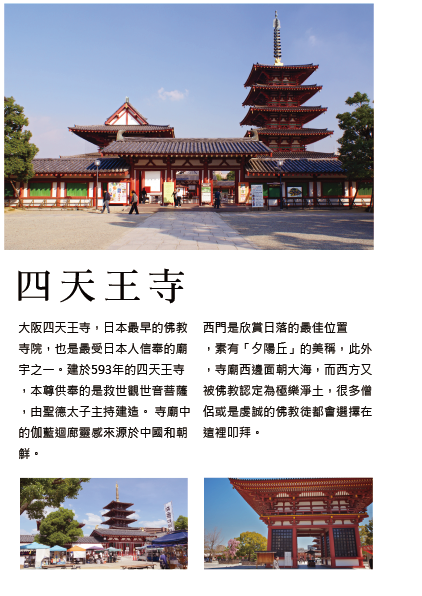 四天王寺
大阪四天王寺，日本最早的佛教
寺院，也是最受日本人信奉的廟
宇之一。建於593年的四天王寺
，本尊供奉的是救世觀世音菩薩
，由聖德太子主持建造。 寺廟中
的伽藍迴廊靈感來源於中國和朝
鮮。
西門是欣賞日落的最佳位置
，素有「夕陽丘」的美稱，此外
，寺廟西邊面朝大海，而西方又
被佛教認定為極樂淨土，很多僧
侶或是虔誠的佛教徒都會選擇在
這裡叩拜。